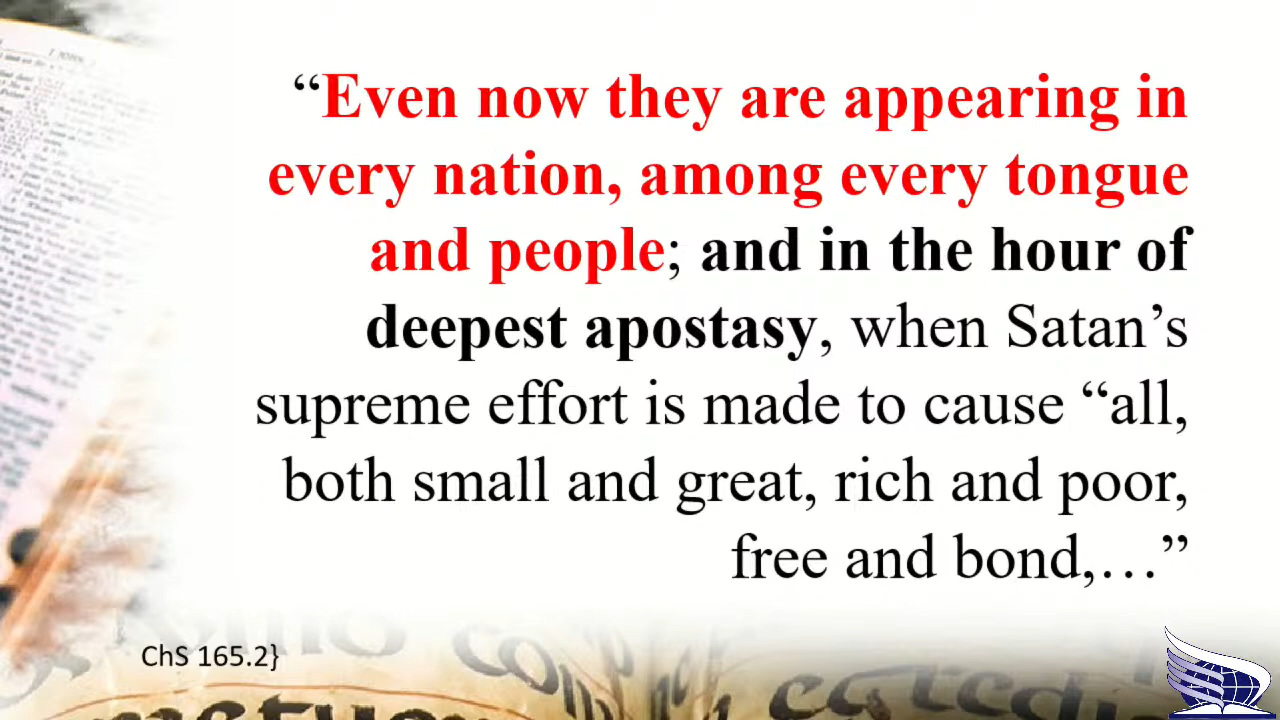 “Even now they are appearing in
every nation, among every tongue
and people; and in the hour of
deepest apostasy, when Satan’s
supreme effort is made to cause “all,
both small and great, rich and poor,
free and bond,…”
ChS 165.2}